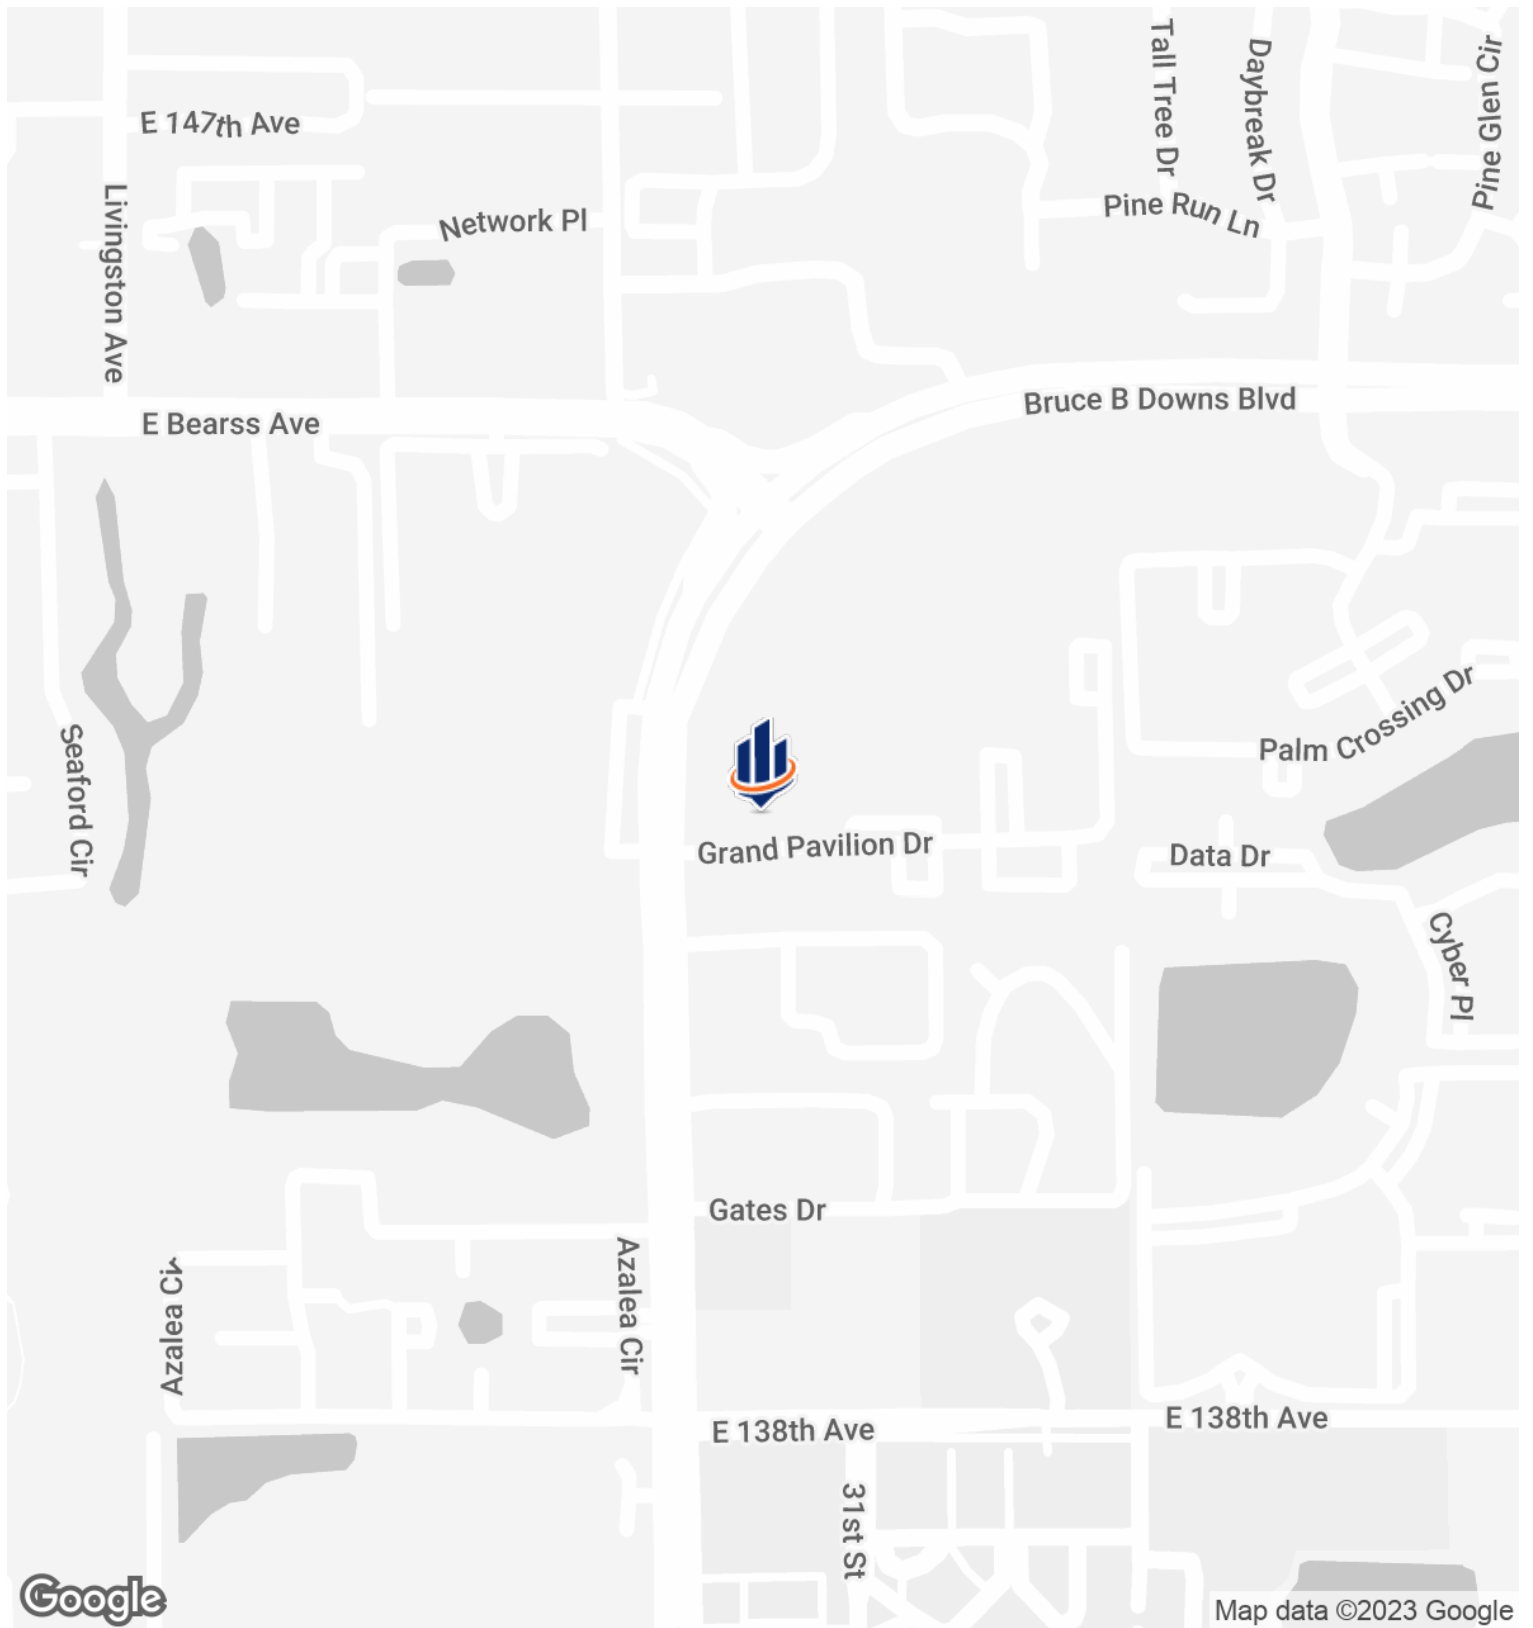 Tall Tree Dr
Daybreak Dr
Pine Glen Cir
E 147th Ave
Livingston Ave
Network Pl
Pine Run Ln
Bruce B Downs Blvd
E Bearss Ave
Seaford Cir
Palm Crossing Dr
Grand Pavilion Dr
Data Dr
Cyber Pl
Gates Dr
Azalea Cir
Azalea Cir
E 138th Ave
E 138th Ave
31st St
Google
Map data ©2023 Google